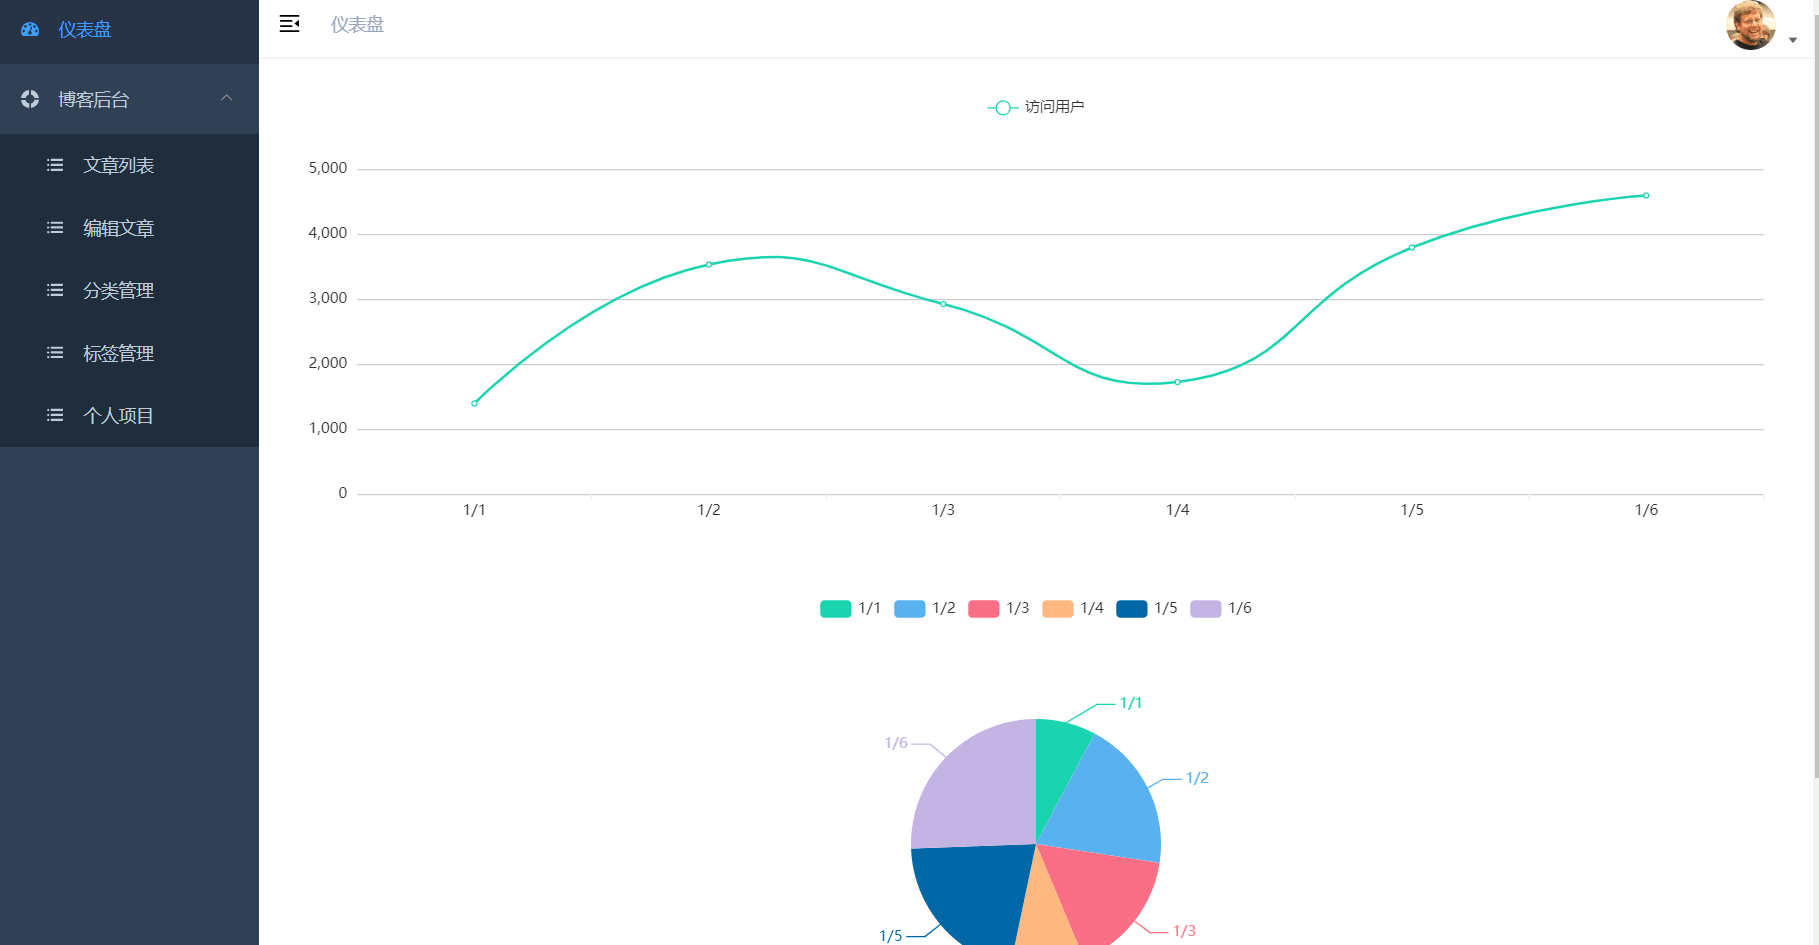 仪表盘
博客后台
文章列表
编辑文章
分类管理
标签管理
个人项目
仪表盘
访问用户
5,000
4,000
3,000
2,000
1,000
0
1/1 1/2 1/3 1/4 1/5 1/6
1/1 1/2 1/3 1/4 1/5 1/6
1/1
1/6
1/2
1/3
1/5